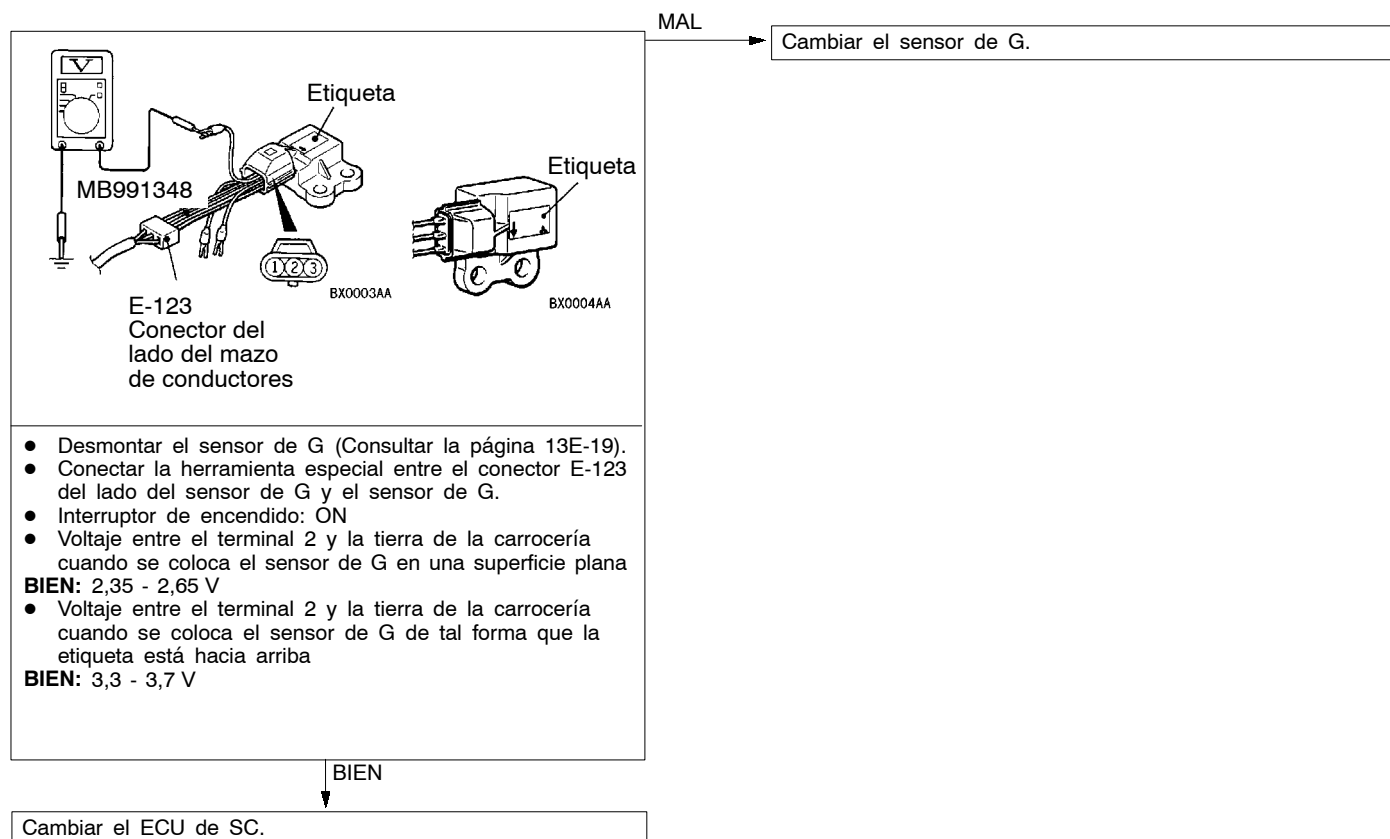 MAL
Cambiar el sensor de G.
V
Etiqueta
Etiqueta
MB991348
1 2 3
BX0003AA
BX0004AA
E-123
Conector del
lado del mazo
de conductores
● Desmontar el sensor de G (Consultar la página 13E-19).
● Conectar la herramienta especial entre el conector E-123
del lado del sensor de G y el sensor de G.
● Interruptor de encendido: ON
● Voltaje entre el terminal 2 y la tierra de la carrocería
cuando se coloca el sensor de G en una superficie plana
BIEN: 2,35 - 2,65 V
● Voltaje entre el terminal 2 y la tierra de la carrocería
cuando se coloca el sensor de G de tal forma que la
etiqueta está hacia arriba
BIEN: 3,3 - 3,7 V
BIEN
Cambiar el ECU de SC.